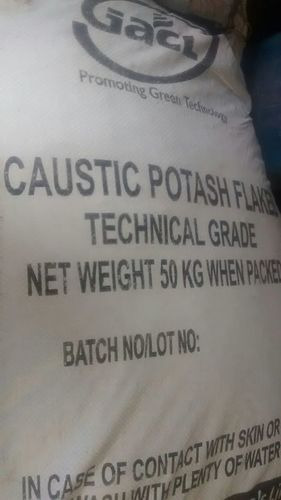 Gacl
Promoting Green Technology
CAUSTIC POTASH FLAKES
TECHNICAL GRADE
NET WEIGHT 50 KG WHEN PACKED
BATCH NO/LOT NO:
IN CASE OF CONTACT WITH SKIN OR
WASH WITH PLENTY OF WATER